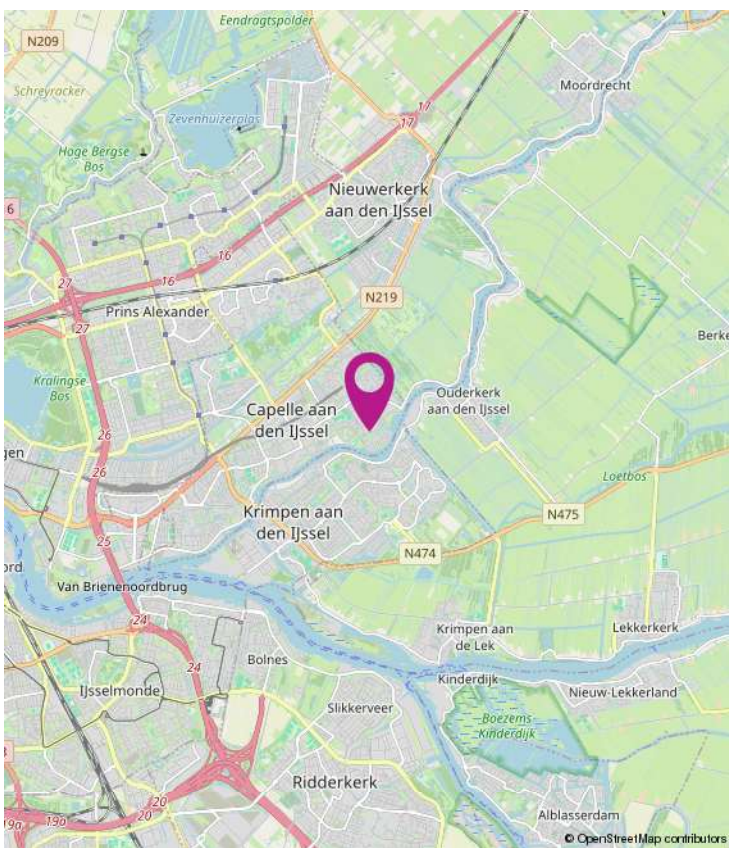 Eendragtspolder
N209
Moordrecht
Schreyracker
17
Zevenhuizerplas
17
Hoge Bergse
Bos
Nieuwerkerk
aan den IJssel
6
16
27
16
N219
Prins Alexander
27
Berke
Kralingse
Bos
Ouderkerk
aan den IJssel
Capelle aan
den IJssel
26
gen
26
Loetbos
Krimpen aan
den IJssel
N475
25
N474
ord
Van Brienenoordbrug
24
Krimpen aan
de Lek
Lekkerkerk
24
Bolnes
Kinderdijk
IJsselmonde
Nieuw-Lekkerland
Slikkerveer
Boezems
Kinderdijk
3
Ridderkerk
20
20
19a
19a
Alblasserdam
© OpenStreetMap contributors